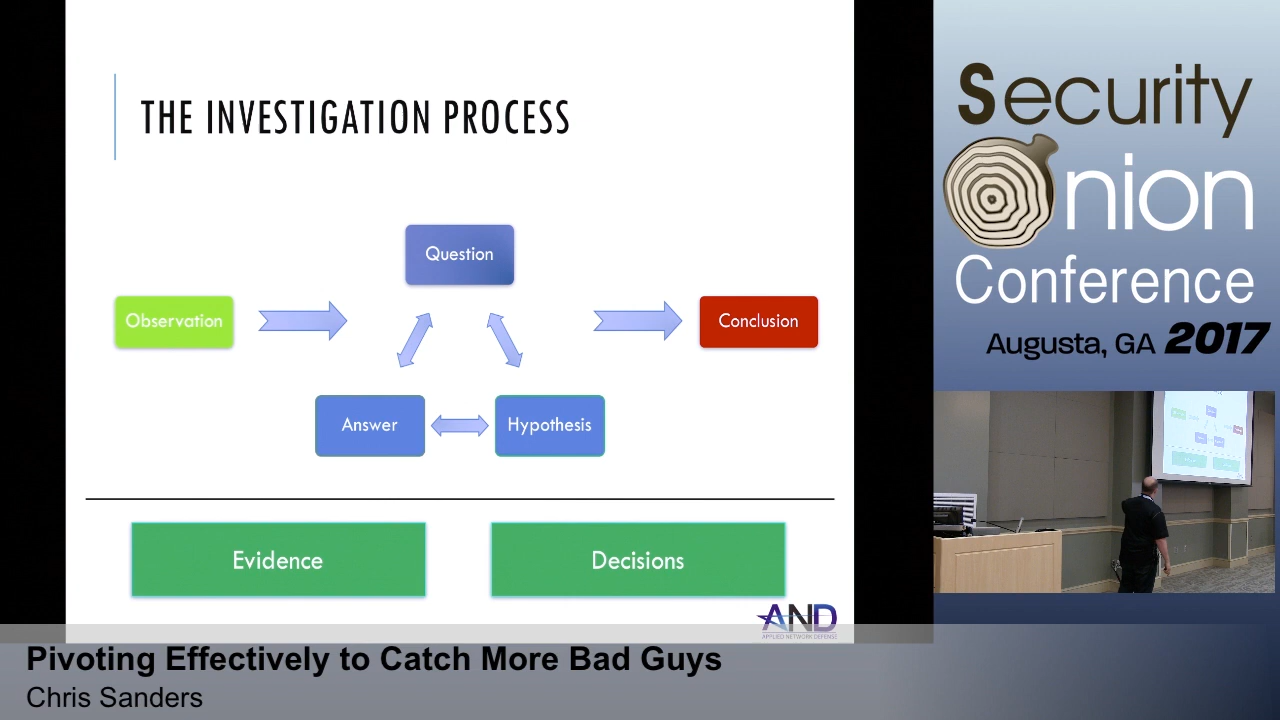 THE INVESTIGATION PROCESS
Question
Observation
Conclusion
Answer
Hypothesis
Evidence
Decisions
AND
APPLIED NETWORK DEFENSE
Security
Onion
Conference
Augusta, GA 2017
Pivoting Effectively to Catch More Bad Guys
Chris Sanders